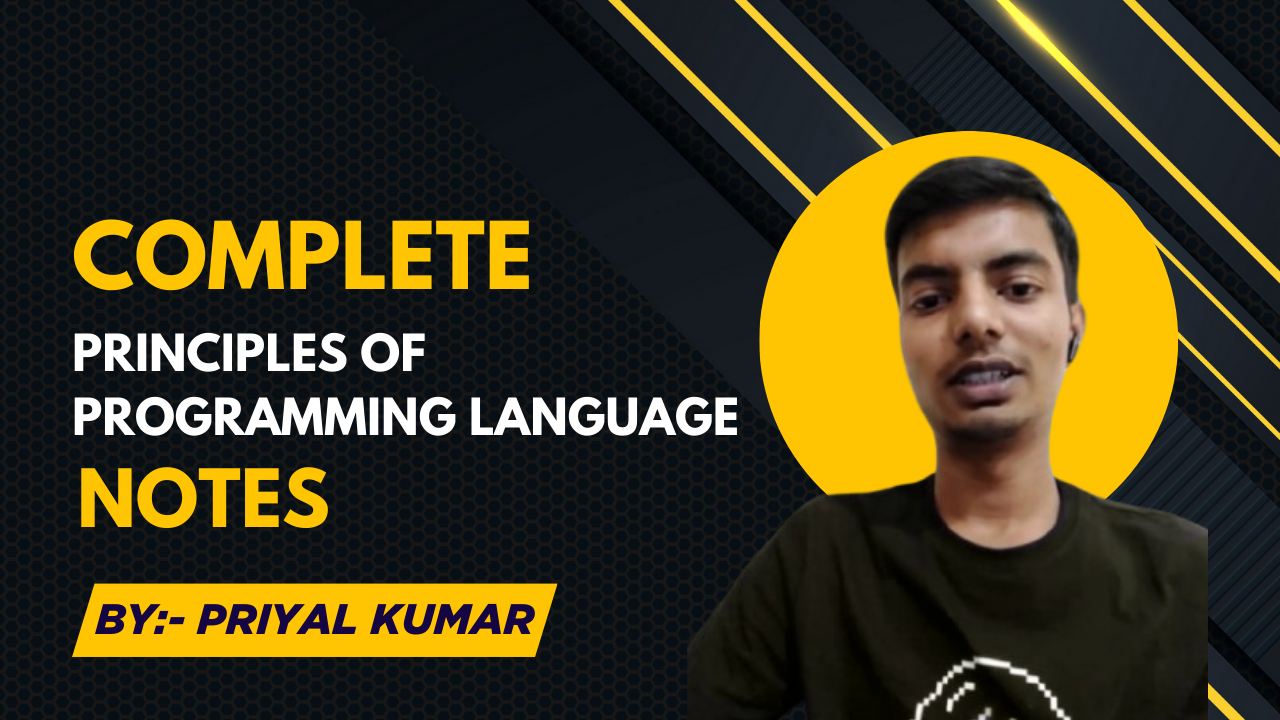 COMPLETE
PRINCIPLES OF
PROGRAMMING LANGUAGE
NOTES
BY:- PRIYAL KUMAR